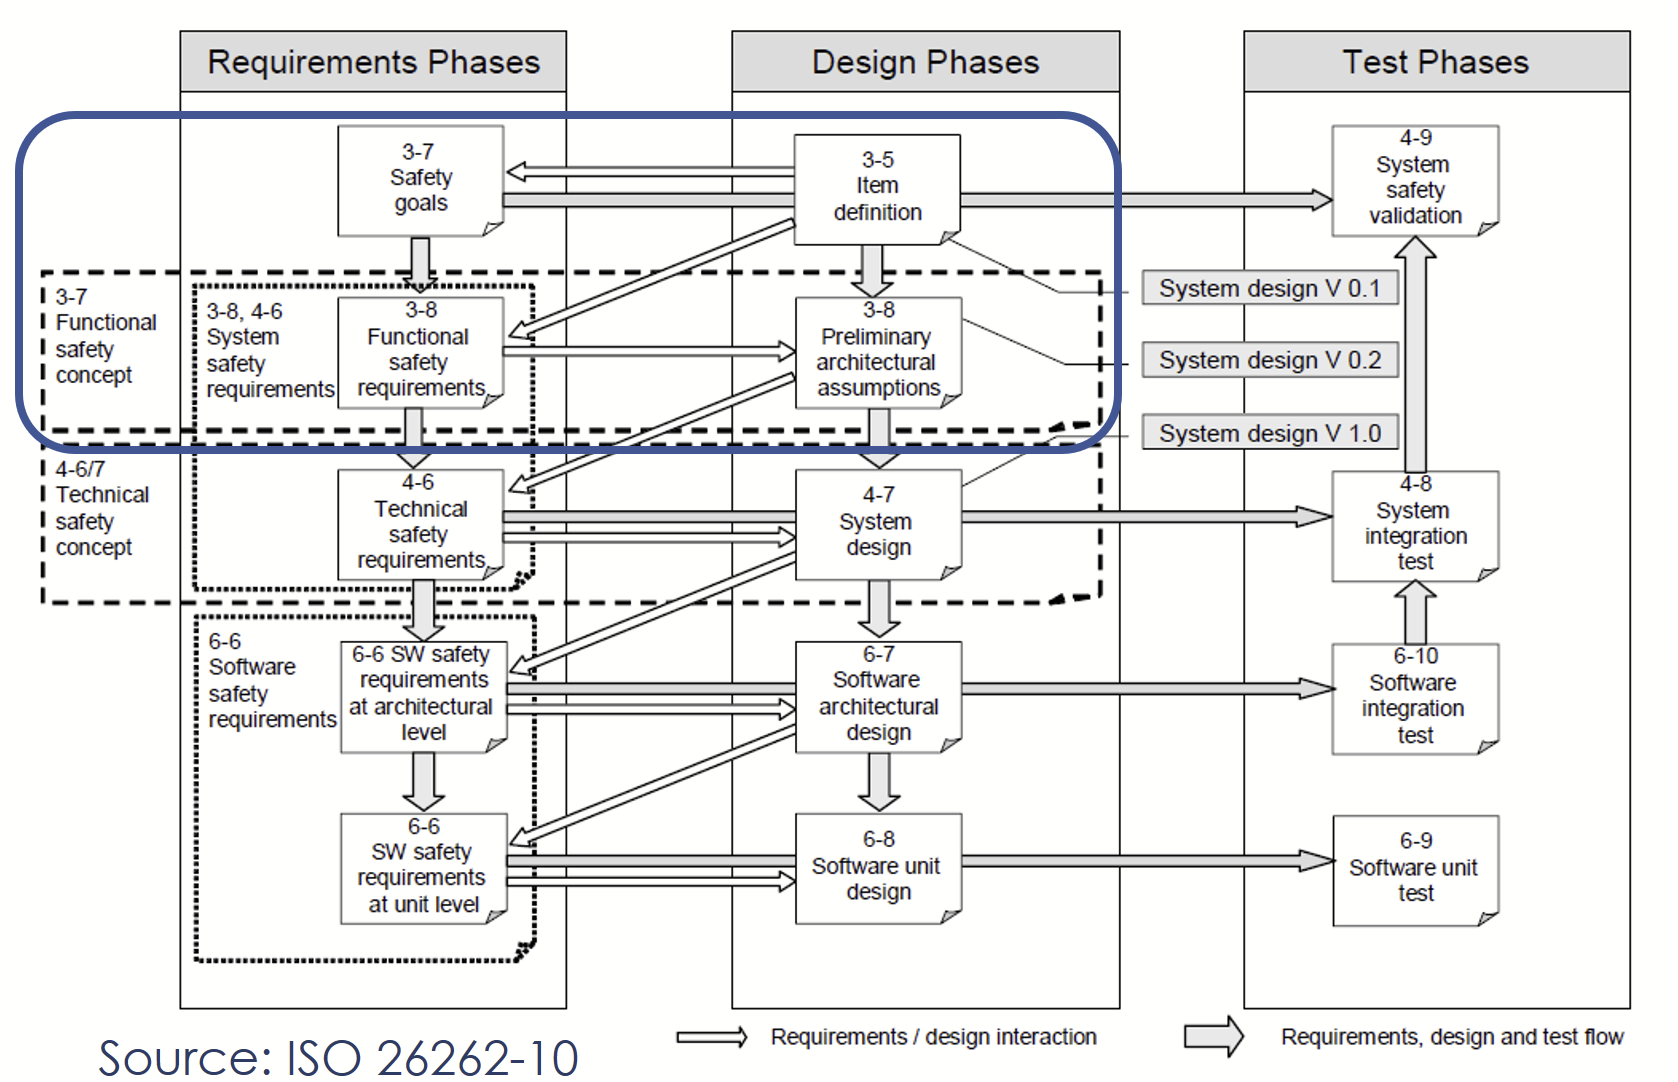 Requirements Phases
Design Phases
Test Phases
3-7
Safety
goals
3-5
Item
definition
4-9
System
safety
validation
3-7
Functional
safety
concept
3-8, 4-6
System
safety
requirements
3-8
Functional
safety
requirements
3-8
Preliminary
architectural
assumptions
System design V 0.1
System design V 0.2
System design V 1.0
4-6/7
Technical
safety
concept
4-6
Technical
safety
requirements
4-7
System
design
4-8
System
integration
test
6-6
Software
safety
requirements
6-6 SW safety
requirements
at architectural
level
6-7
Software
architectural
design
6-10
Software
integration
test
6-6
SW safety
requirements
at unit level
6-8
Software unit
design
6-9
Software unit
test
Requirements / design interaction
Requirements, design and test flow
Source: ISO 26262-10